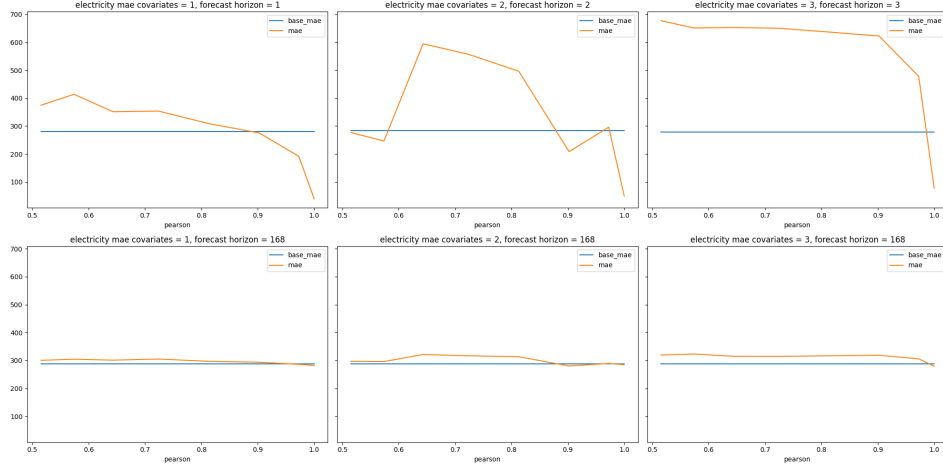 electricity mae covariates = 1, forecast horizon = 1
700
600
500
400
300
200
100
0.5 0.6 0.7 0.8 0.9 1.0
pearson
base_mae
mae
electricity mae covariates = 2, forecast horizon = 2
0.5 0.6 0.7 0.8 0.9 1.0
pearson
base_mae
mae
electricity mae covariates = 3, forecast horizon = 3
0.5 0.6 0.7 0.8 0.9 1.0
pearson
base_mae
mae
electricity mae covariates = 1, forecast horizon = 168
700
600
500
400
300
200
100
0.5 0.6 0.7 0.8 0.9 1.0
pearson
base_mae
mae
electricity mae covariates = 2, forecast horizon = 168
0.5 0.6 0.7 0.8 0.9 1.0
pearson
base_mae
mae
electricity mae covariates = 3, forecast horizon = 168
0.5 0.6 0.7 0.8 0.9 1.0
pearson
base_mae
mae